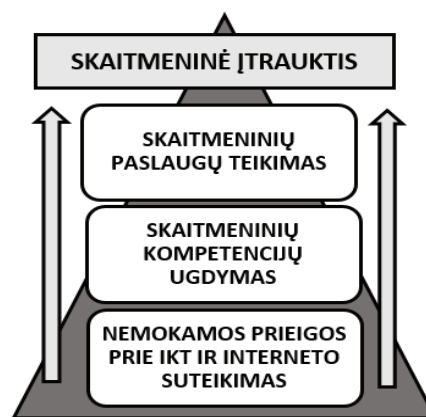 SKAITMENINĖ ĮTRAUKTIS
SKAITMENINIŲ
PASLAUGŲ TEIKIMAS
SKAITMENINIŲ
KOMPETENCIJŲ
UGDYMAS
NEMOKAMOS PRIEIGOS
PRIE IKT IR INTERNETO
SUTEIKIMAS